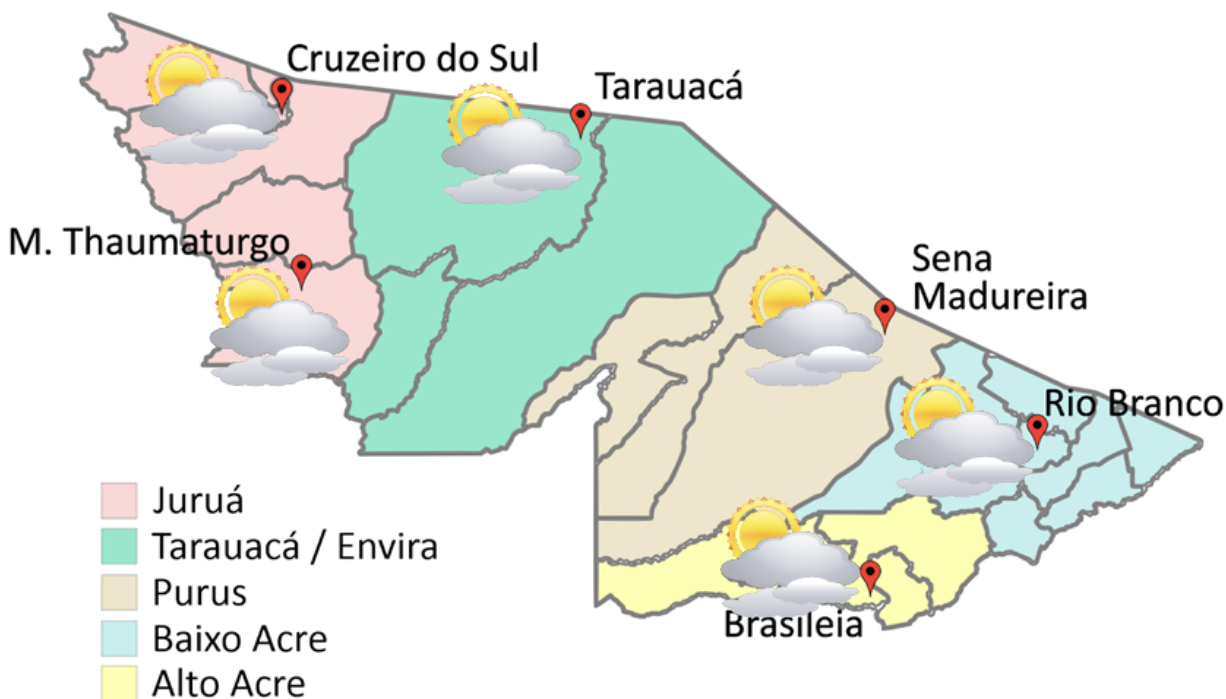 Cruzeiro do Sul
Tarauacá
M. Thaumaturgo
Sena
Madureira
Rio Branco
Brasileia
Juruá
Tarauacá / Envira
Purus
Baixo Acre
Alto Acre